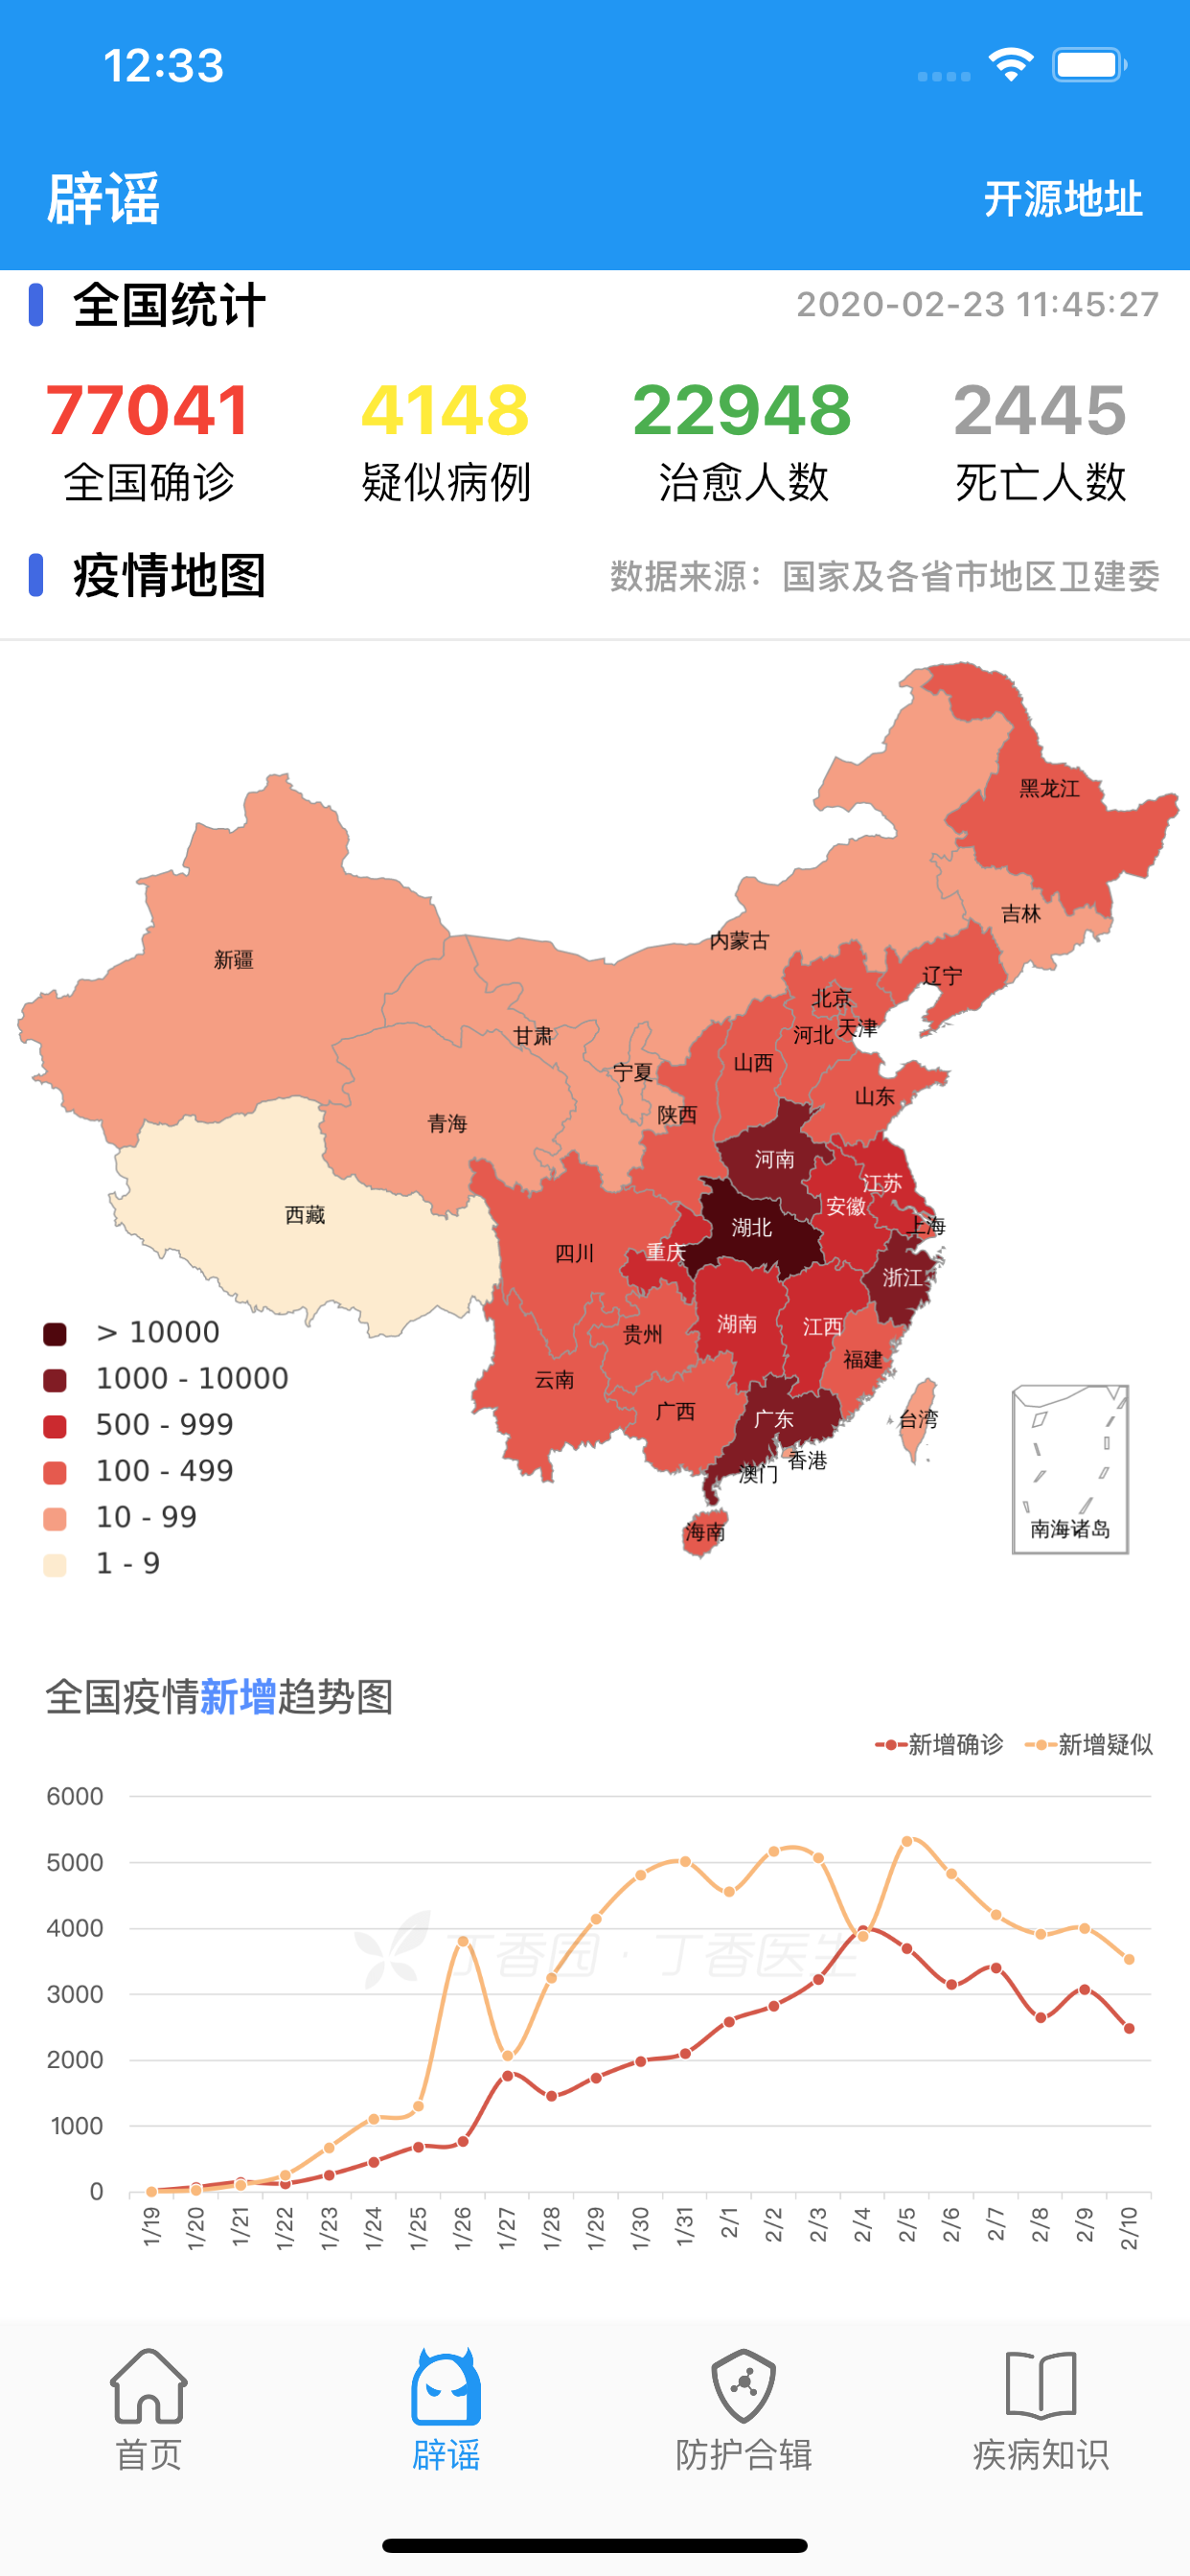 12:33
辟谣
开源地址
全国统计
2020-02-23 11:45:27
77041 4148 22948 2445
全国确诊 疑似病例 治愈人数 死亡人数
疫情地图
数据来源：国家及各省市地区卫建委
黑龙江
吉林
内蒙古
新疆
辽宁
北京
天津
河北
甘肃
山西
宁夏
山东
陕西
青海
河南
江苏
安徽
西藏
上海
湖北
重庆
四川
浙江
湖南
江西
贵州
福建
云南
广西
广东
台湾
香港
澳门
海南
南海诸岛
> 10000
1000 - 10000
500 - 999
100 - 499
10 - 99
1 - 9
全国疫情新增趋势图
新增确诊 新增疑似
6000
5000
4000
丁香园 · 丁香医生
3000
2000
1000
0
1/19 1/20 1/21 1/22 1/23 1/24 1/25 1/26 1/27 1/28 1/29 1/30 1/31 2/1 2/2 2/3 2/4 2/5 2/6 2/7 2/8 2/9 2/10
首页 辟谣 防护合辑 疾病知识